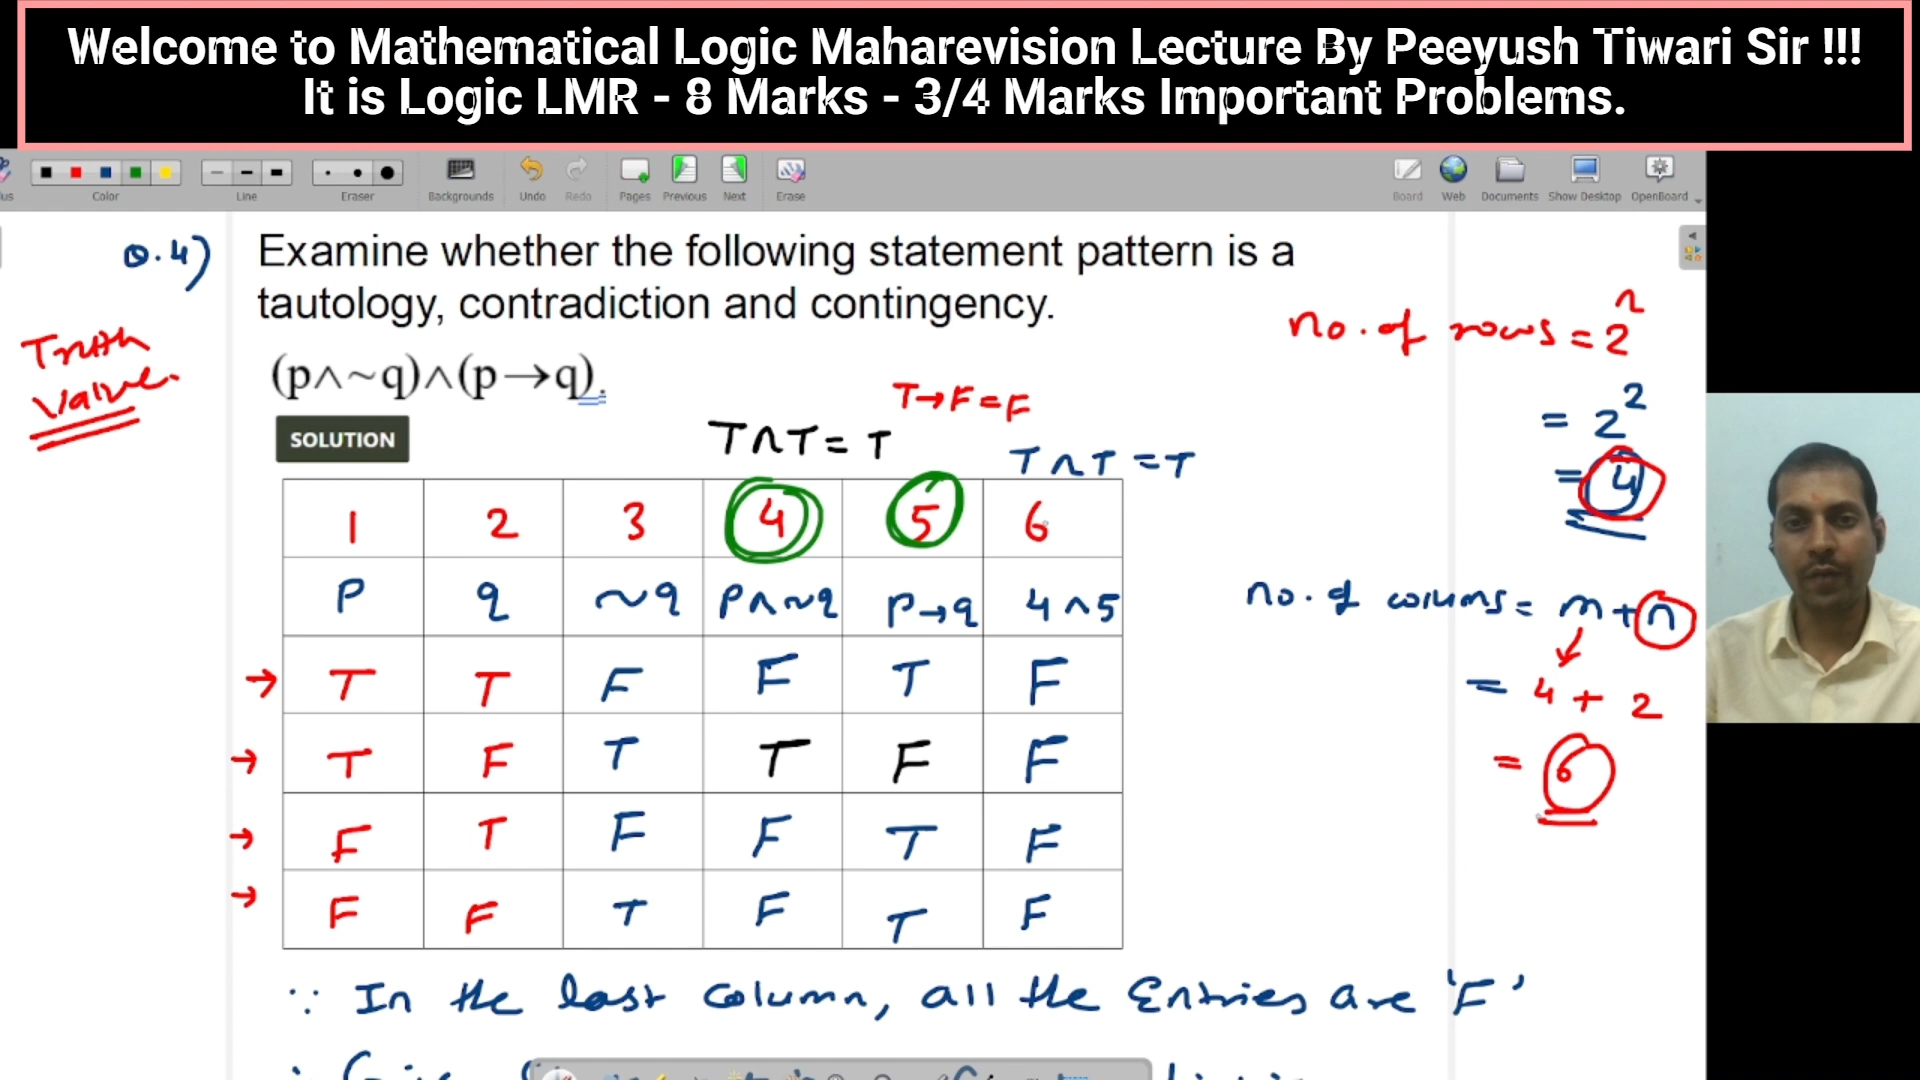 Welcome to Mathematical Logic Maharevision Lecture By Peeyush Tiwari Sir !!!
It is Logic LMR - 8 Marks - 3/4 Marks Important Problems.
Color Line Eraser Backgrounds Undo Redo Pages Previous Next Erase Board Web Documents Show Desktop OpenBoard
Q.4) Examine whether the following statement pattern is a
tautology, contradiction and contingency.
Truth
Value.
(p∧~q)∧(p→q).
SOLUTION
T∧T = T
T→F = F
T∧T = T
no. of rows = 2^n
= 2^2
= 4
1 2 3 4 5 6
P q ~q P∧~q P→q 4∧5
→ T T F F T F
→ T F T T F F
→ F T F F T F
→ F F T F T F
no. of colums = m+n
= 4 + 2
= 6
∵ In the last column, all the Entries are 'F'